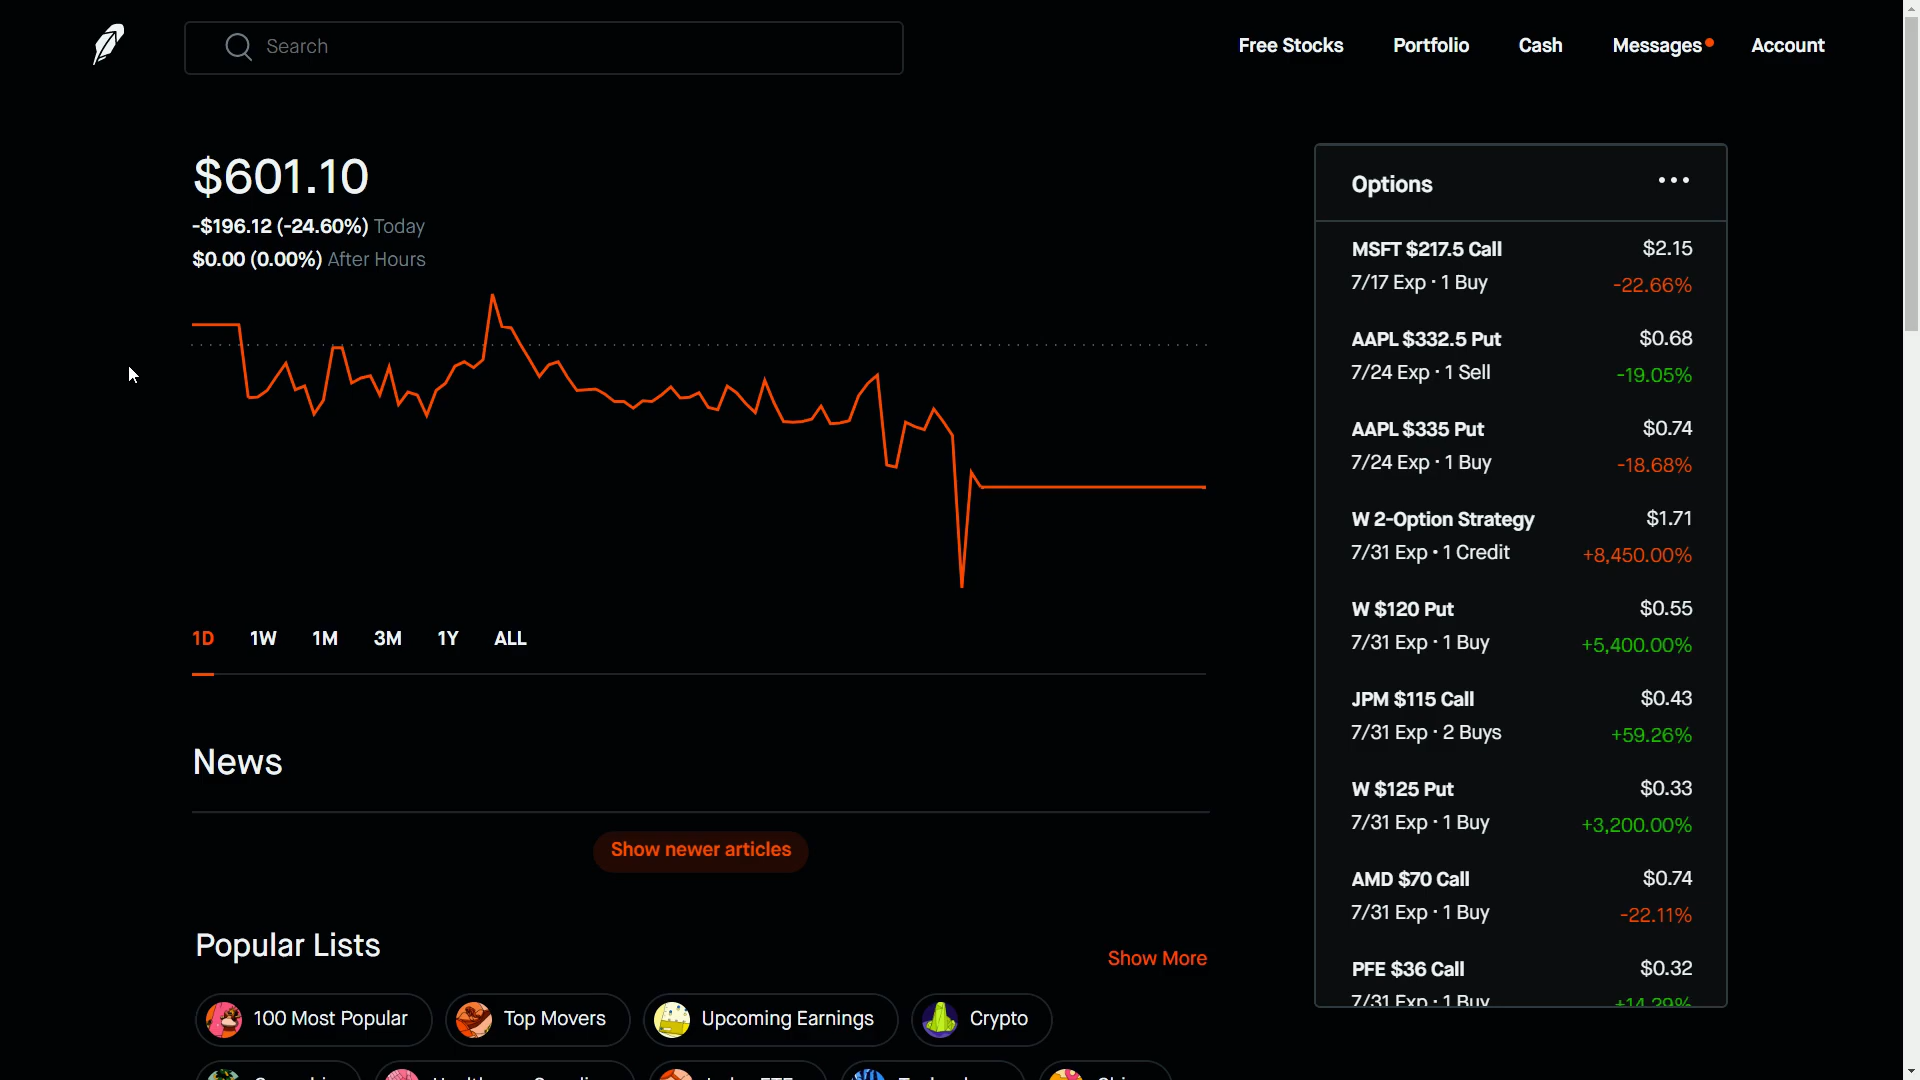 Search
Free Stocks
Portfolio
Cash
Messages
Account
$601.10
-$196.12 (-24.60%) Today
$0.00 (0.00%) After Hours
1D
1W
1M
3M
1Y
ALL
News
Show newer articles
Popular Lists
Show More
100 Most Popular
Top Movers
Upcoming Earnings
Crypto
Options
MSFT $217.5 Call
$2.15
7/17 Exp · 1 Buy
-22.66%
AAPL $332.5 Put
$0.68
7/24 Exp · 1 Sell
-19.05%
AAPL $335 Put
$0.74
7/24 Exp · 1 Buy
-18.68%
W 2-Option Strategy
$1.71
7/31 Exp · 1 Credit
+8,450.00%
W $120 Put
$0.55
7/31 Exp · 1 Buy
+5,400.00%
JPM $115 Call
$0.43
7/31 Exp · 2 Buys
+59.26%
W $125 Put
$0.33
7/31 Exp · 1 Buy
+3,200.00%
AMD $70 Call
$0.74
7/31 Exp · 1 Buy
-22.11%
PFE $36 Call
$0.32
7/31 Exp · 1 Buy
+14.29%